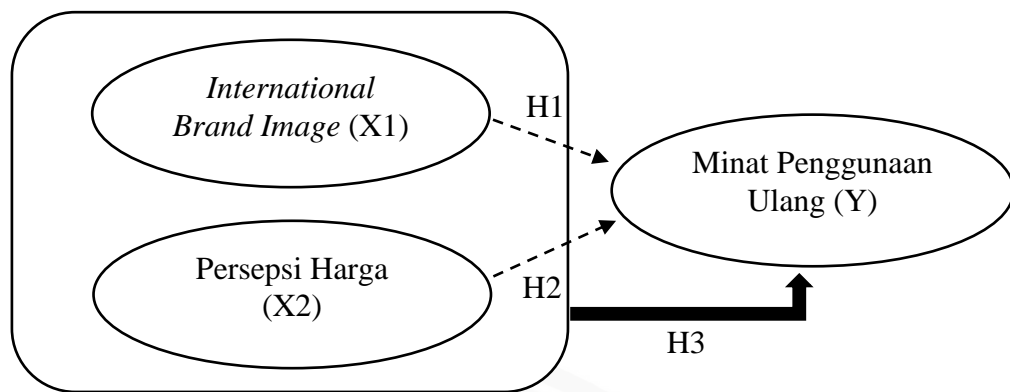 International
Brand Image (X1)
H1
Minat Penggunaan
Ulang (Y)
Persepsi Harga
(X2)
H2
H3